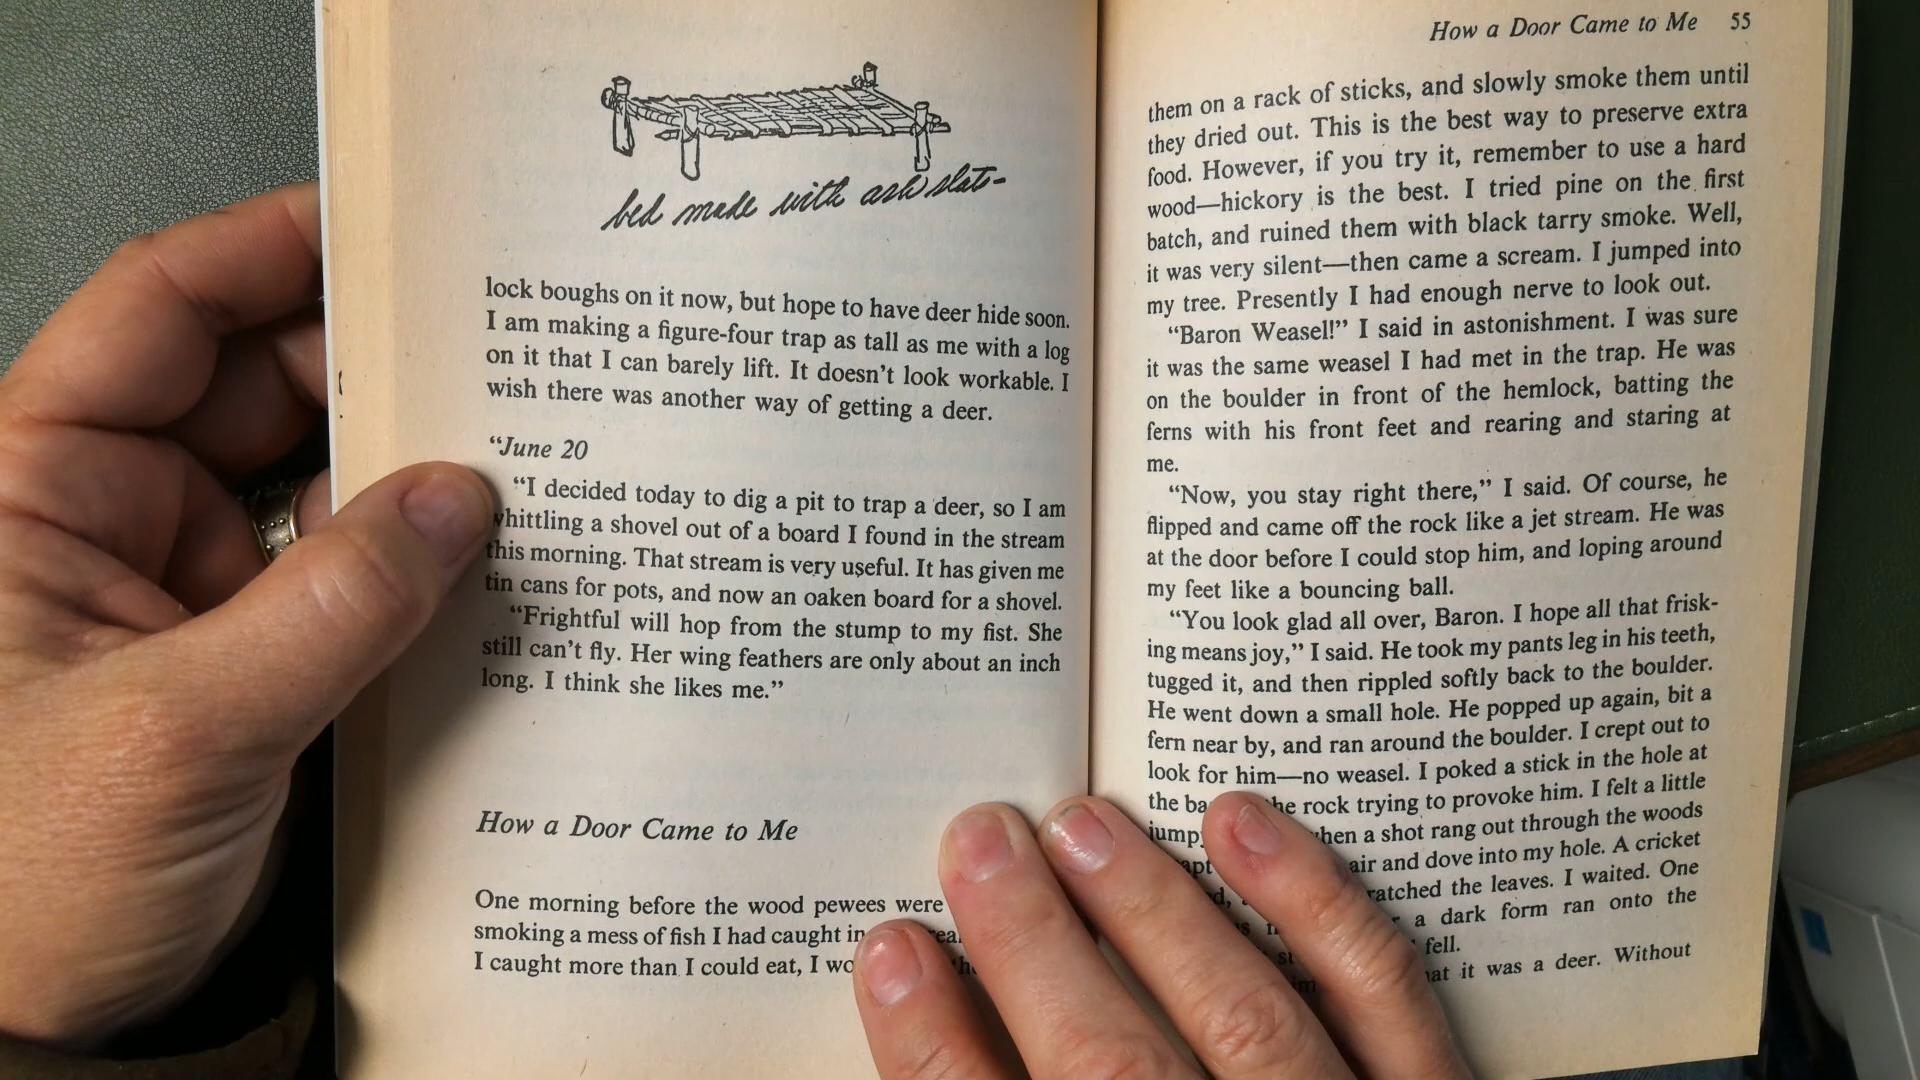 bed made with ash slats-
lock boughs on it now, but hope to have deer hide soon.
I am making a figure-four trap as tall as me with a log
on it that I can barely lift. It doesn't look workable. I
wish there was another way of getting a deer.
“June 20
“I decided today to dig a pit to trap a deer, so I am
whittling a shovel out of a board I found in the stream
this morning. That stream is very useful. It has given me
tin cans for pots, and now an oaken board for a shovel.
“Frightful will hop from the stump to my fist. She
still can't fly. Her wing feathers are only about an inch
long. I think she likes me.”
How a Door Came to Me
One morning before the wood pewees were
smoking a mess of fish I had caught in
I caught more than I could eat, I
How a Door Came to Me 55
them on a rack of sticks, and slowly smoke them until
they dried out. This is the best way to preserve extra
food. However, if you try it, remember to use a hard
wood—hickory is the best. I tried pine on the first
batch, and ruined them with black tarry smoke. Well,
it was very silent—then came a scream. I jumped into
my tree. Presently I had enough nerve to look out.
“Baron Weasel!” I said in astonishment. I was sure
it was the same weasel I had met in the trap. He was
on the boulder in front of the hemlock, batting the
ferns with his front feet and rearing and staring at
me.
“Now, you stay right there,” I said. Of course, he
flipped and came off the rock like a jet stream. He was
at the door before I could stop him, and loping around
my feet like a bouncing ball.
“You look glad all over, Baron. I hope all that frisk-
ing means joy,” I said. He took my pants leg in his teeth,
tugged it, and then rippled softly back to the boulder.
He went down a small hole. He popped up again, bit a
fern near by, and ran around the boulder. I crept out to
look for him—no weasel. I poked a stick in the hole at
the rock trying to provoke him. I felt a little
a shot rang out through the woods
air and dove into my hole. A cricket
the leaves. I waited. One
a dark form ran onto the
fell.
it was a deer. Without